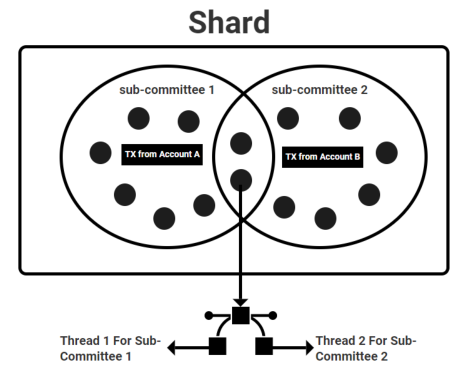 Shard
sub-committee 1
sub-committee 2
TX from Account A
TX from Account B
Thread 1 For Sub-
Committee 1
Thread 2 For Sub-
Committee 2